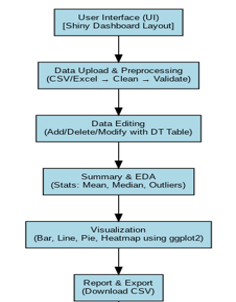 User Interface (UI)
[Shiny Dashboard Layout]
Data Upload & Preprocessing
(CSV/Excel → Clean → Validate)
Data Editing
(Add/Delete/Modify with DT Table)
Summary & EDA
(Stats: Mean, Median, Outliers)
Visualization
(Bar, Line, Pie, Heatmap using ggplot2)
Report & Export
(Download CSV)